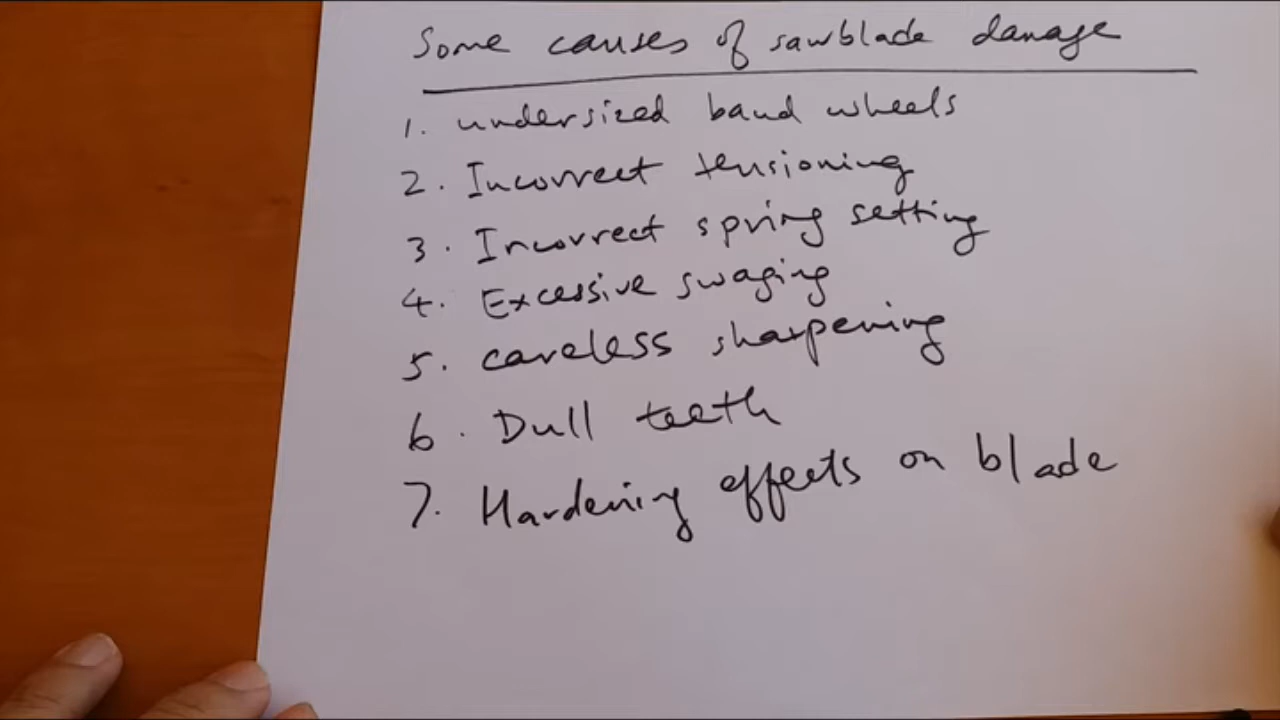 Some causes of sawblade damage
1. undersized band wheels
2. Incorrect tensioning
3. Incorrect spring setting
4. Excessive swaging
5. careless sharpening
6. Dull teeth
7. Hardening effects on blade